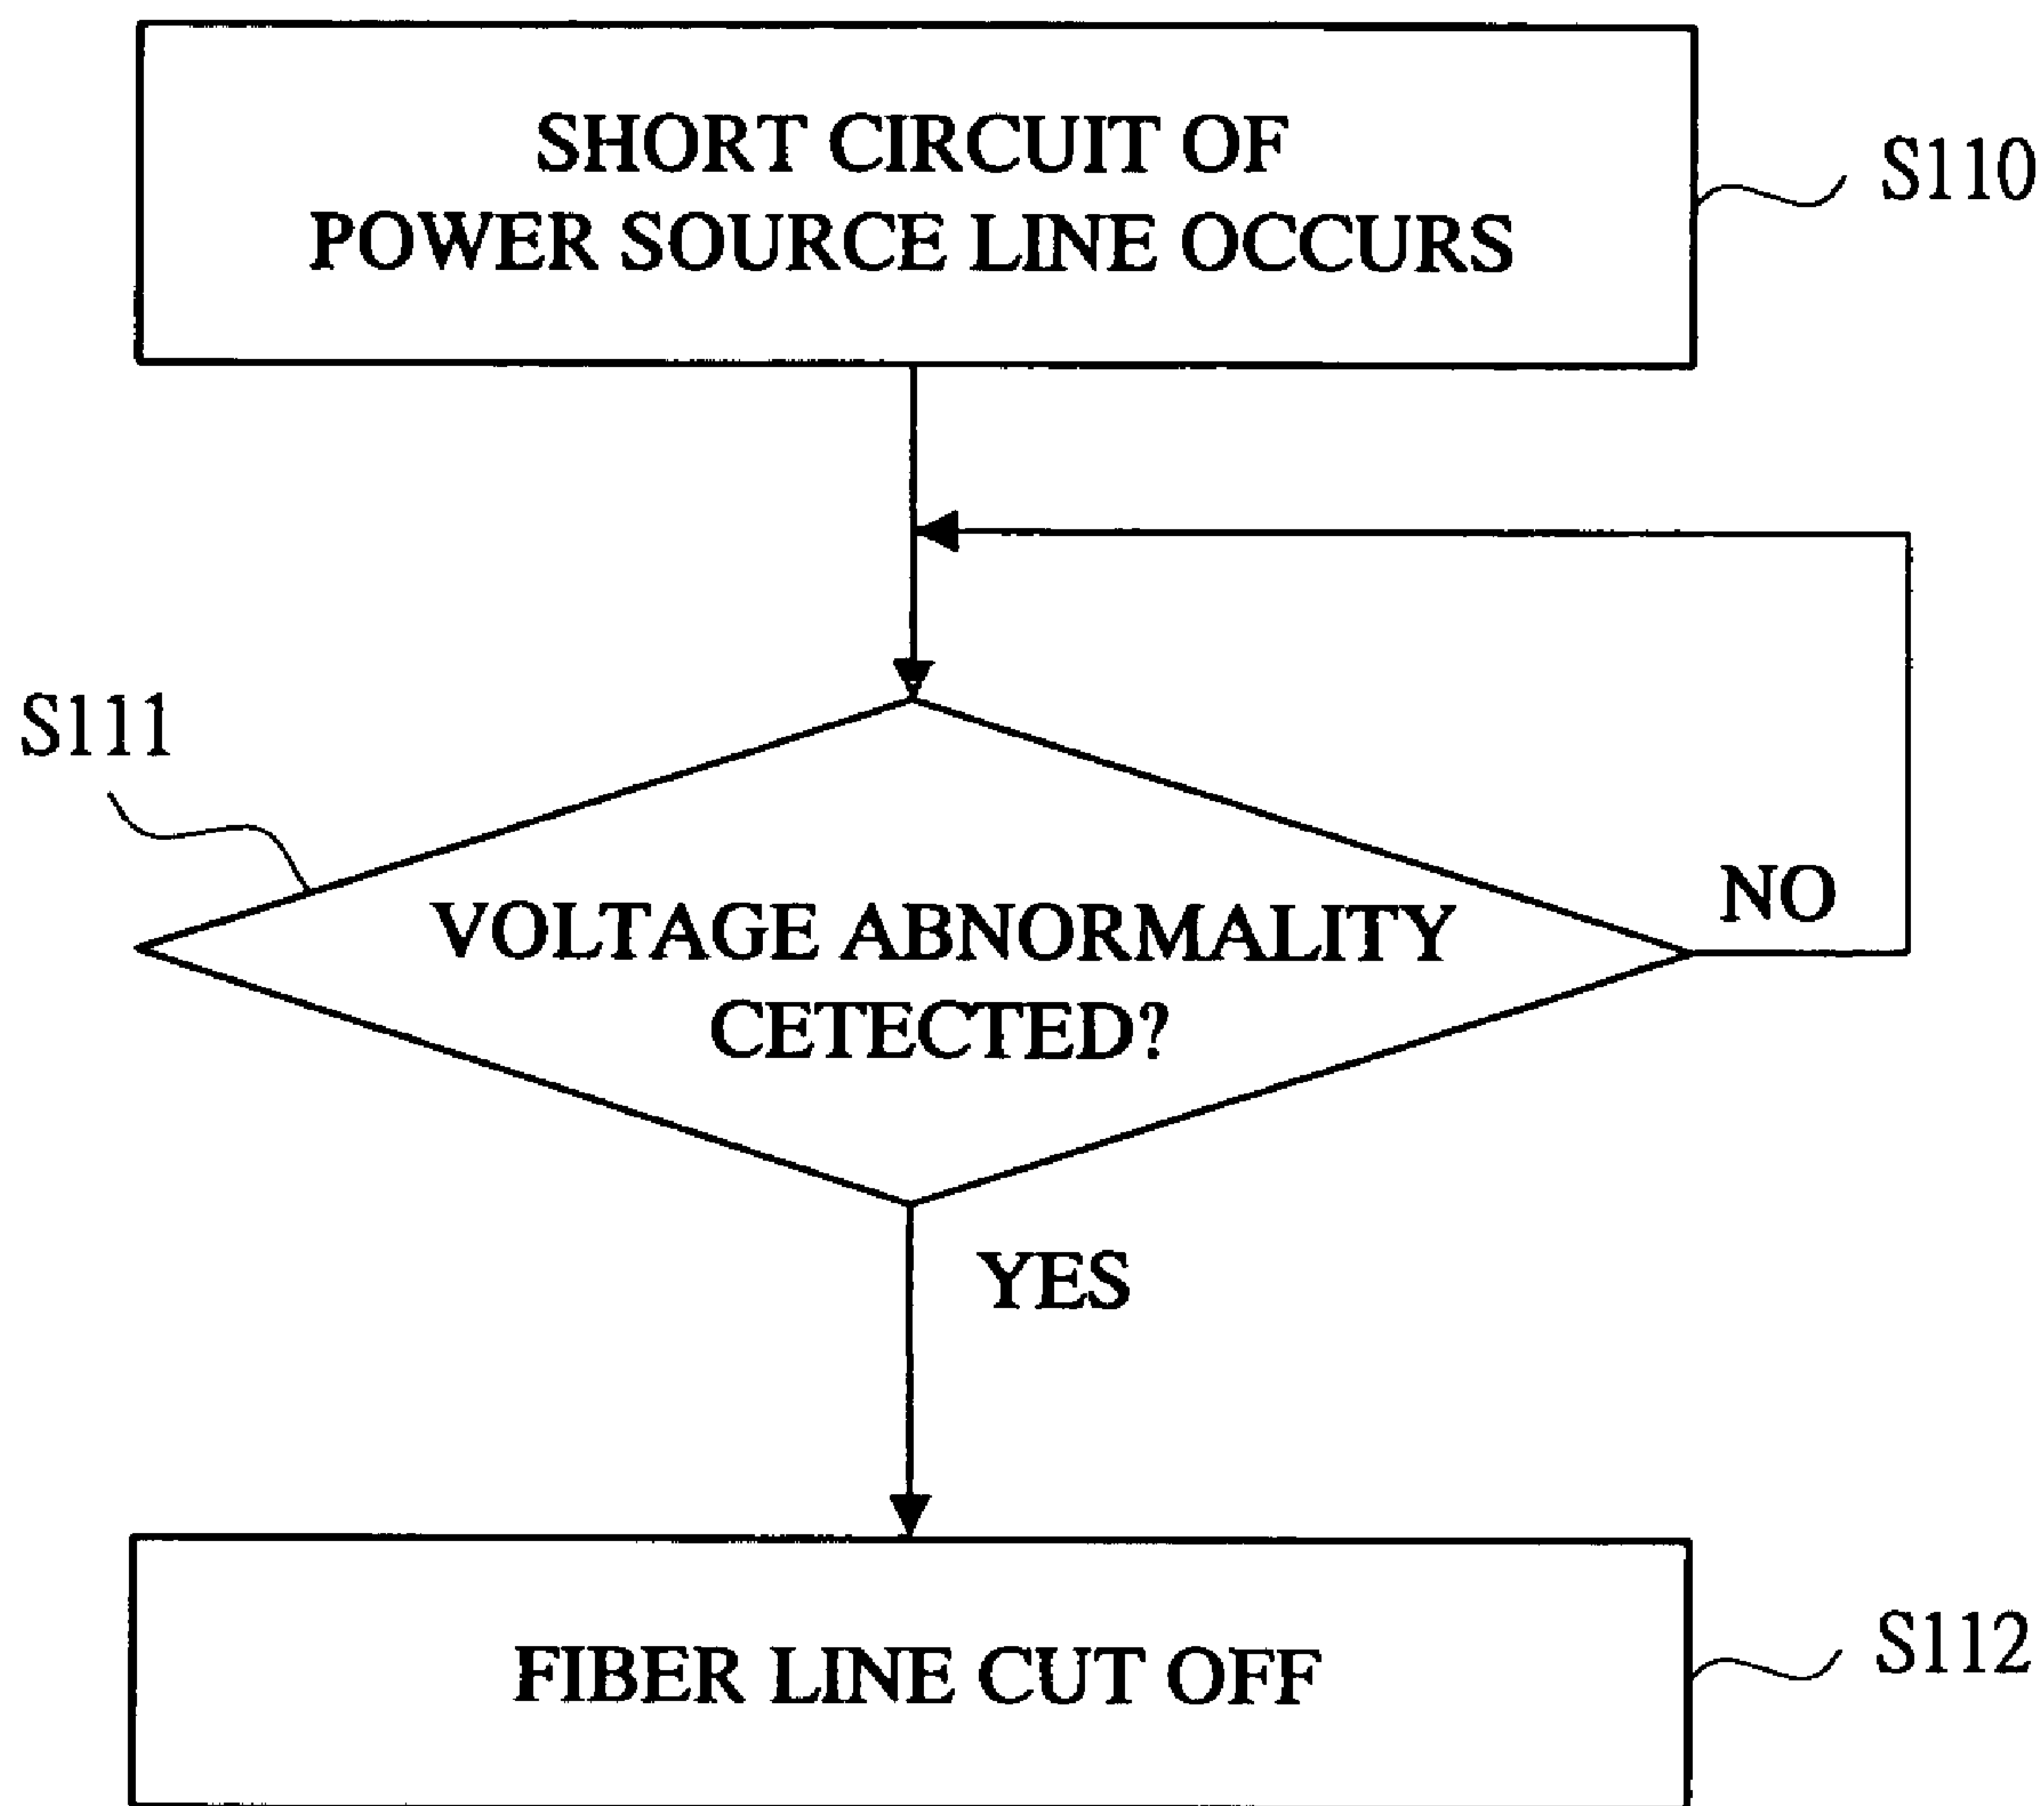 SHORT CIRCUIT OF
POWER SOURCE LINE OCCURS
S110
S111
VOLTAGE ABNORMALITY
CETECTED?
NO
YES
FIBER LINE CUT OFF
S112